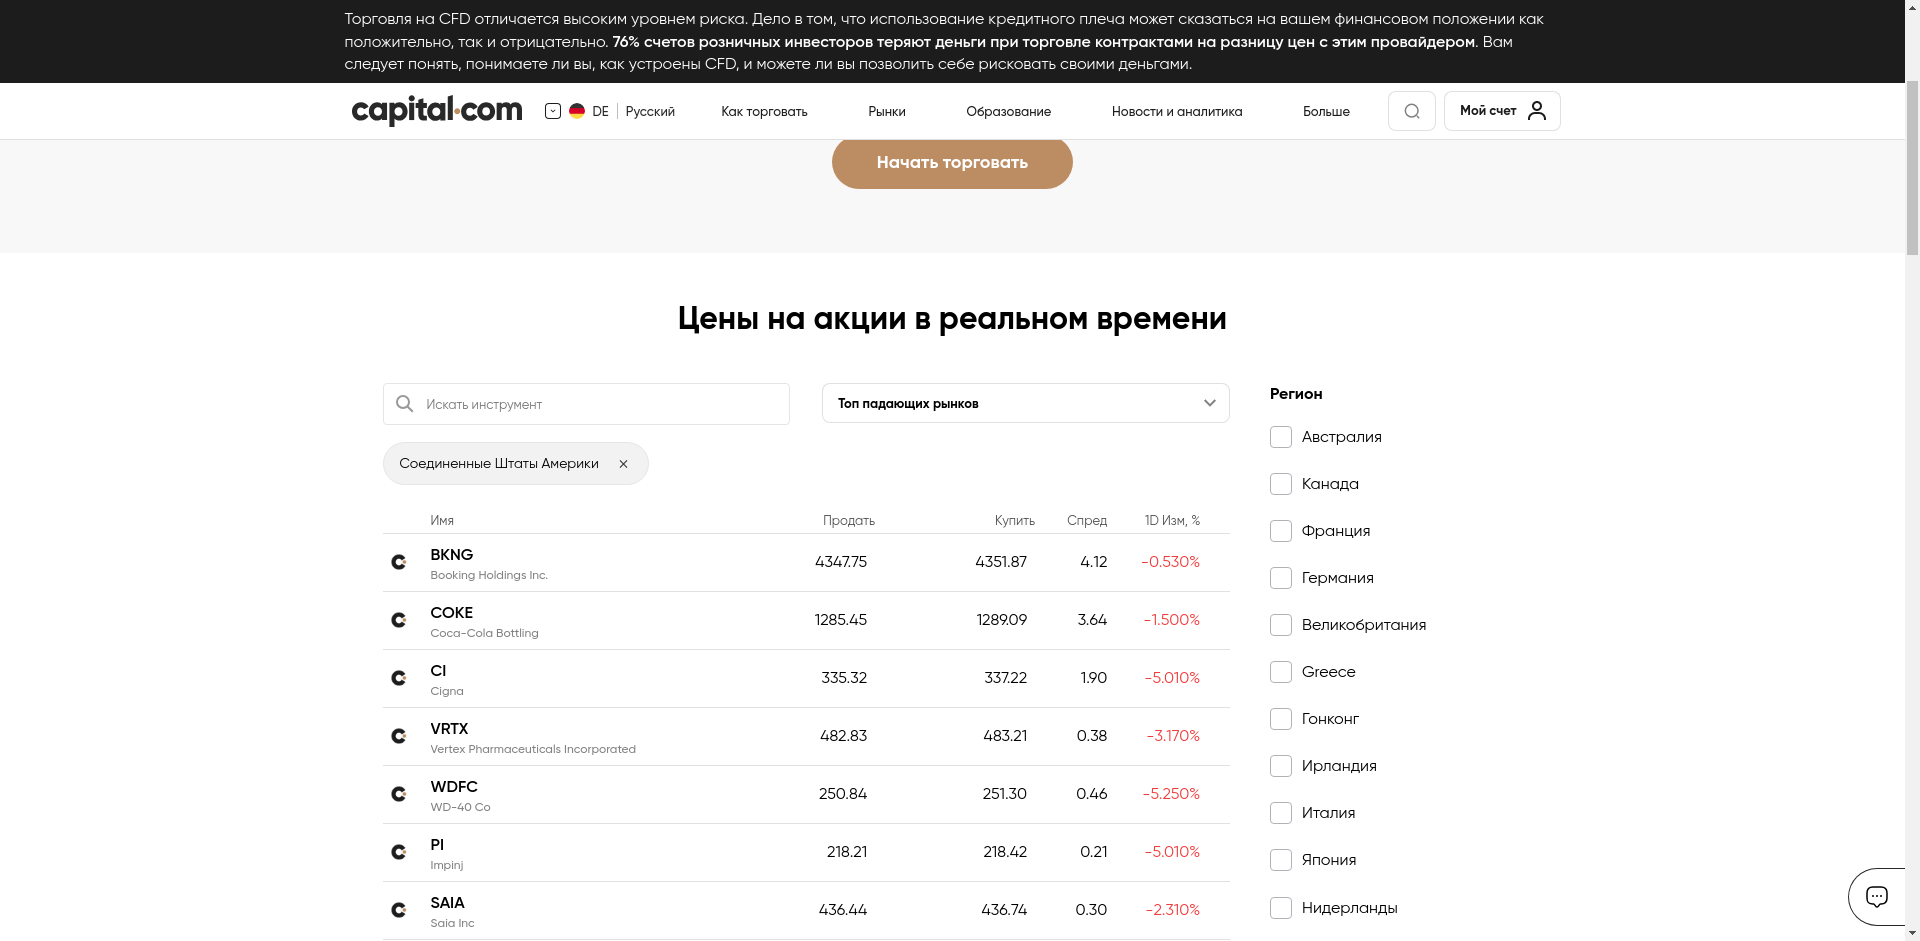 Торговля на CFD отличается высоким уровнем риска. Дело в том, что использование кредитного плеча может сказаться на вашем финансовом положении как
положительно, так и отрицательно. 76% счетов розничных инвесторов теряют деньги при торговле контрактами на разницу цен с этим провайдером. Вам
следует понять, понимаете ли вы, как устроены CFD, и можете ли вы позволить себе рисковать своими деньгами.
capital.com DE Русский Как торговать Рынки Образование Новости и аналитика Больше Мой счет
Начать торговать
Цены на акции в реальном времени
Искать инструмент
Топ падающих рынков
Соединенные Штаты Америки ×
Имя Продать Купить Спред 1D Изм, %
BKNG
Booking Holdings Inc.
4347.75 4351.87 4.12 -0.530%
COKE
Coca-Cola Bottling
1285.45 1289.09 3.64 -1.500%
CI
Cigna
335.32 337.22 1.90 -5.010%
VRTX
Vertex Pharmaceuticals Incorporated
482.83 483.21 0.38 -3.170%
WDFC
WD-40 Co
250.84 251.30 0.46 -5.250%
PI
Impinj
218.21 218.42 0.21 -5.010%
SAIA
Saia Inc
436.44 436.74 0.30 -2.310%
Регион
Австралия
Канада
Франция
Германия
Великобритания
Greece
Гонконг
Ирландия
Италия
Япония
Нидерланды